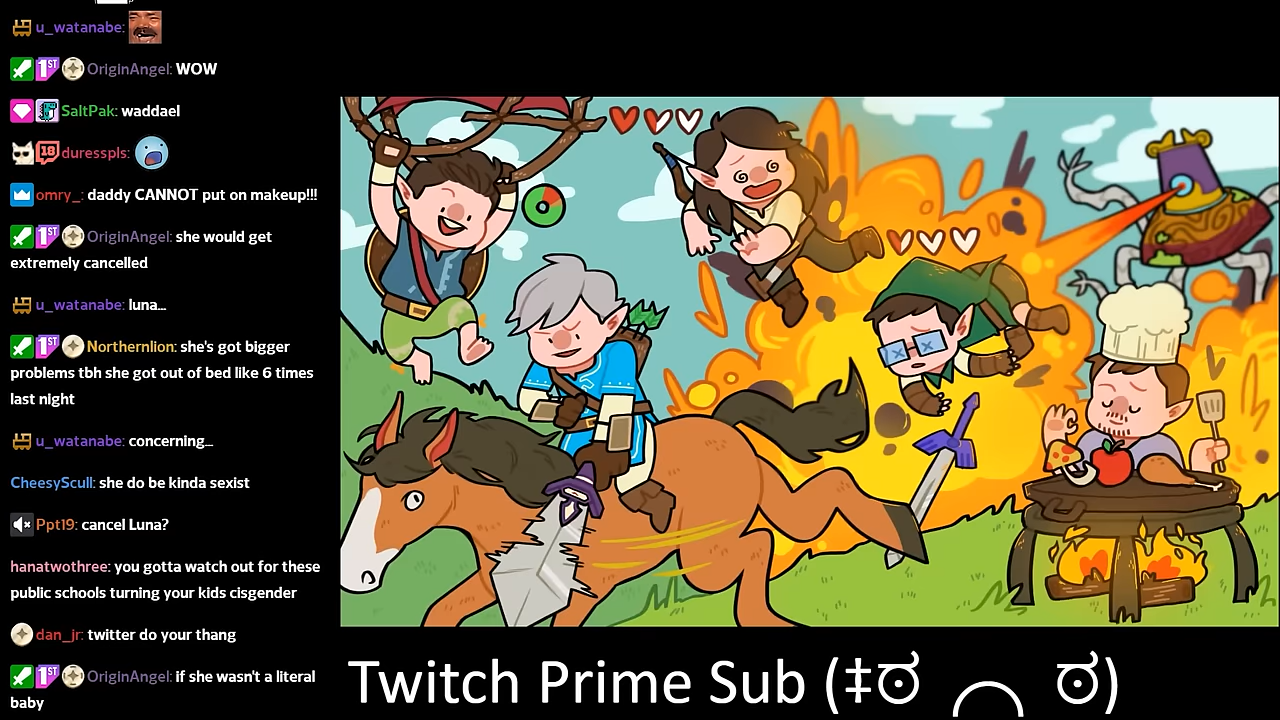 u_watanabe:
OriginAngel: WOW
SaltPak: waddael
duresspls:
omry_: daddy CANNOT put on makeup!!!
OriginAngel: she would get
extremely cancelled
u_watanabe: luna...
Northernlion: she's got bigger
problems tbh she got out of bed like 6 times
last night
u_watanabe: concerning...
CheesyScull: she do be kinda sexist
Ppt19: cancel Luna?
hanatwothree: you gotta watch out for these
public schools turning your kids cisgender
dan_jr: twitter do your thang
OriginAngel: if she wasn't a literal
baby
Twitch Prime Sub (‡ಠ ╭╮ ಠ)